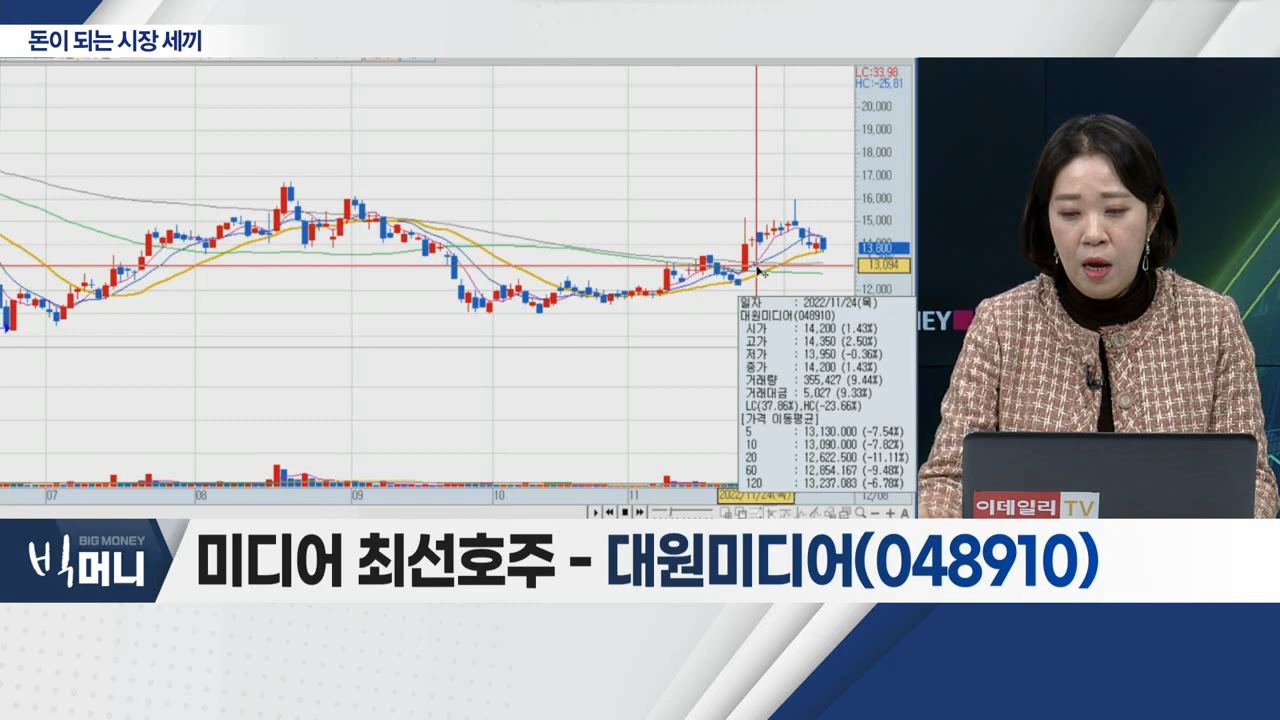 돈이 되는 시장 세끼
LC:33,98
HC:-25,81
20,000
19,000
18,000
17,000
16,000
15,000
13,800
13,094
12,000
일자 : 2022/11/24(목)
대원미디어(048910)
시가 : 14,200 (1.43%)
고가 : 14,350 (2.50%)
저가 : 13,950 (-0.36%)
종가 : 14,200 (1.43%)
거래량 : 355,427 (9.44%)
거래대금 : 5,027 (9.33%)
LC(37.86%),HC(-23.66%)
[가격 이동평균]
5 : 13,130.000 (-7.54%)
10 : 13,090.000 (-7.82%)
20 : 12,622.500 (-11.11%)
60 : 12,854.167 (-9.48%)
120 : 13,237.083 (-6.78%)
07 08 09 10 11 2022/11/24(목) 12/08
NEY
이데일리 TV
BIG MONEY
빅머니
미디어 최선호주 - 대원미디어(048910)